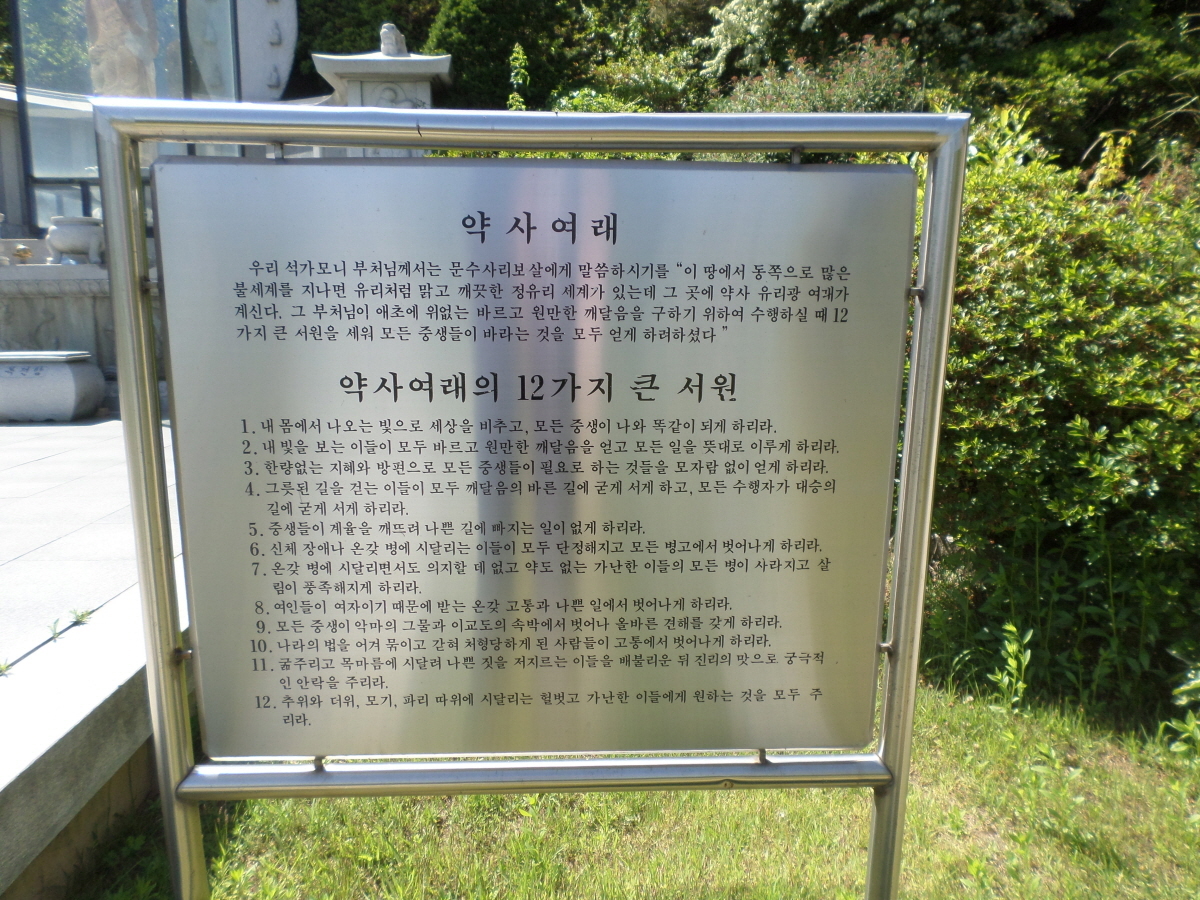 약사여래
우리 석가모니 부처님께서는 문수사리보살에게 말씀하시기를 “이 땅에서 동쪽으로 많은
불세계를 지나면 유리처럼 맑고 깨끗한 정유리 세계가 있는데 그 곳에 약사 유리광 여래가
계신다. 그 부처님이 애초에 위없는 바르고 원만한 깨달음을 구하기 위하여 수행하실 때 12
가지 큰 서원을 세워 모든 중생들이 바라는 것을 모두 얻게 하려하셨다”
약사여래의 12가지 큰 서원
1. 내 몸에서 나오는 빛으로 세상을 비추고, 모든 중생이 나와 똑같이 되게 하리라.
2. 내 빛을 보는 이들이 모두 바르고 원만한 깨달음을 얻고 모든 일을 뜻대로 이루게 하리라.
3. 한량없는 지혜와 방편으로 모든 중생들이 필요로 하는 것들을 모자람 없이 얻게 하리라.
4. 그릇된 길을 걷는 이들이 모두 깨달음의 바른 길에 굳게 서게 하고, 모든 수행자가 대승의
길에 굳게 서게 하리라.
5. 중생들이 계율을 깨뜨려 나쁜 길에 빠지는 일이 없게 하리라.
6. 신체 장애나 온갖 병에 시달리는 이들이 모두 단정해지고 모든 병고에서 벗어나게 하리라.
7. 온갖 병에 시달리면서도 의지할 데 없고 약도 없는 가난한 이들의 모든 병이 사라지고 살
림이 풍족해지게 하리라.
8. 여인들이 여자이기 때문에 받는 온갖 고통과 나쁜 일에서 벗어나게 하리라.
9. 모든 중생이 악마의 그물과 이교도의 속박에서 벗어나 올바른 견해를 갖게 하리라.
10. 나라의 법을 어겨 묶이고 갇혀 처형당하게 된 사람들이 고통에서 벗어나게 하리라.
11. 굶주리고 목마름에 시달려 나쁜 짓을 저지르는 이들을 배불리운 뒤 진리의 맛으로 궁극적
인 안락을 주리라.
12. 추위와 더위, 모기, 파리 따위에 시달리는 헐벗고 가난한 이들에게 원하는 것을 모두 주
리라.